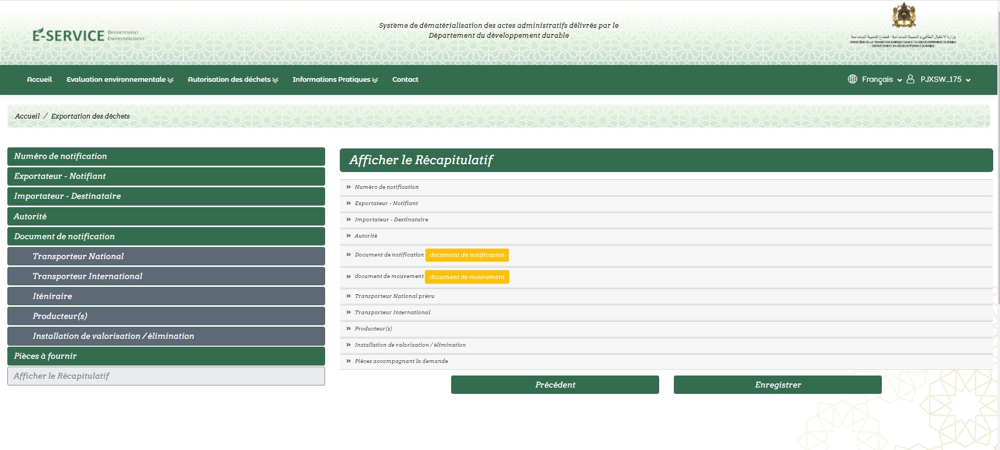 E-SERVICE DEPARTEMENT ENVIRONNEMENT
Système de dématérialisation des actes administratifs délivrés par le
Département du développement durable
وزارة الانتقال الطاقي والتنمية المستدامة - قطاع التنمية المستدامة
MINISTÈRE DE LA TRANSITION ENERGETIQUE ET DU DEVELOPPEMENT DURABLE
- DEPARTEMENT DU DEVELOPPEMENT DURABLE -
Accueil Evaluation environnementale Autorisation des déchets Informations Pratiques Contact Français PJXSW_175
Accueil / Exportation des déchets
Numéro de notification
Exportateur - Notifiant
Importateur - Destinataire
Autorité
Document de notification
Transporteur National
Transporteur International
Iténiraire
Producteur(s)
Installation de valorisation / élimination
Pièces à fournir
Afficher le Récapitulatif
Afficher le Récapitulatif
» Numéro de notification
» Exportateur - Notifiant
» Importateur - Destinataire
» Autorité
» Document de notification document de notification
» document de mouvement document de mouvement
» Transporteur National prévu
» Transporteur International
» Producteur(s)
» Installation de valorisation / élimination
» Pièces accompagnant la demande
Précédent Enregistrer